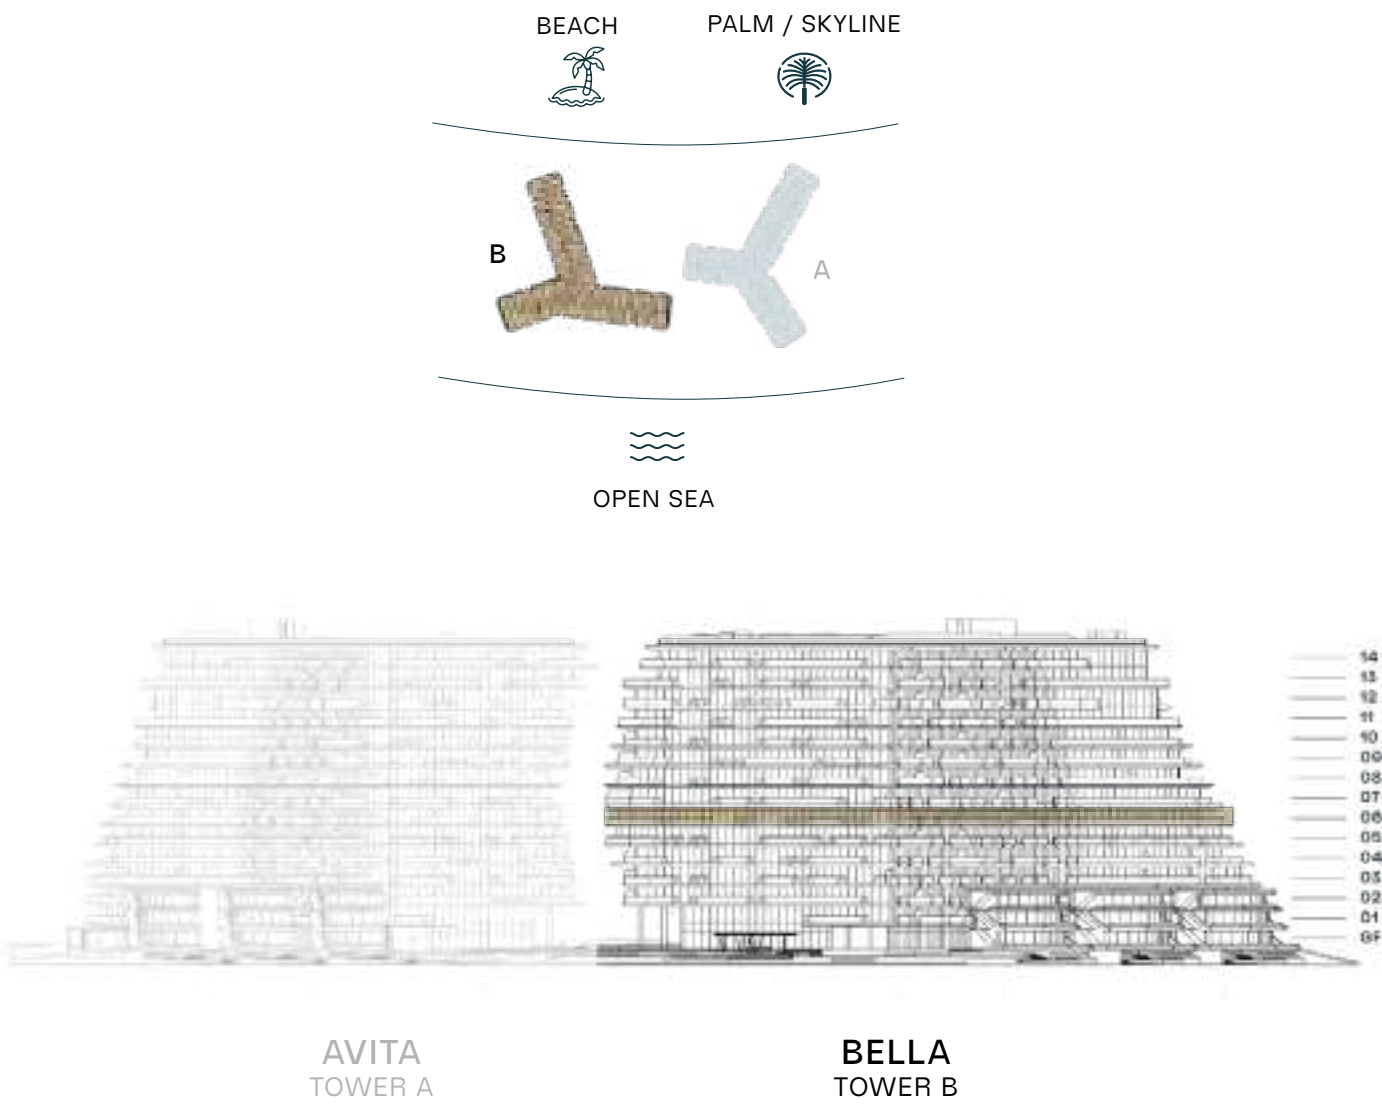 BEACH
PALM / SKYLINE
B
A
OPEN SEA
14
13
12
11
10
09
08
07
06
05
04
03
02
01
GF
AVITA
TOWER A
BELLA
TOWER B